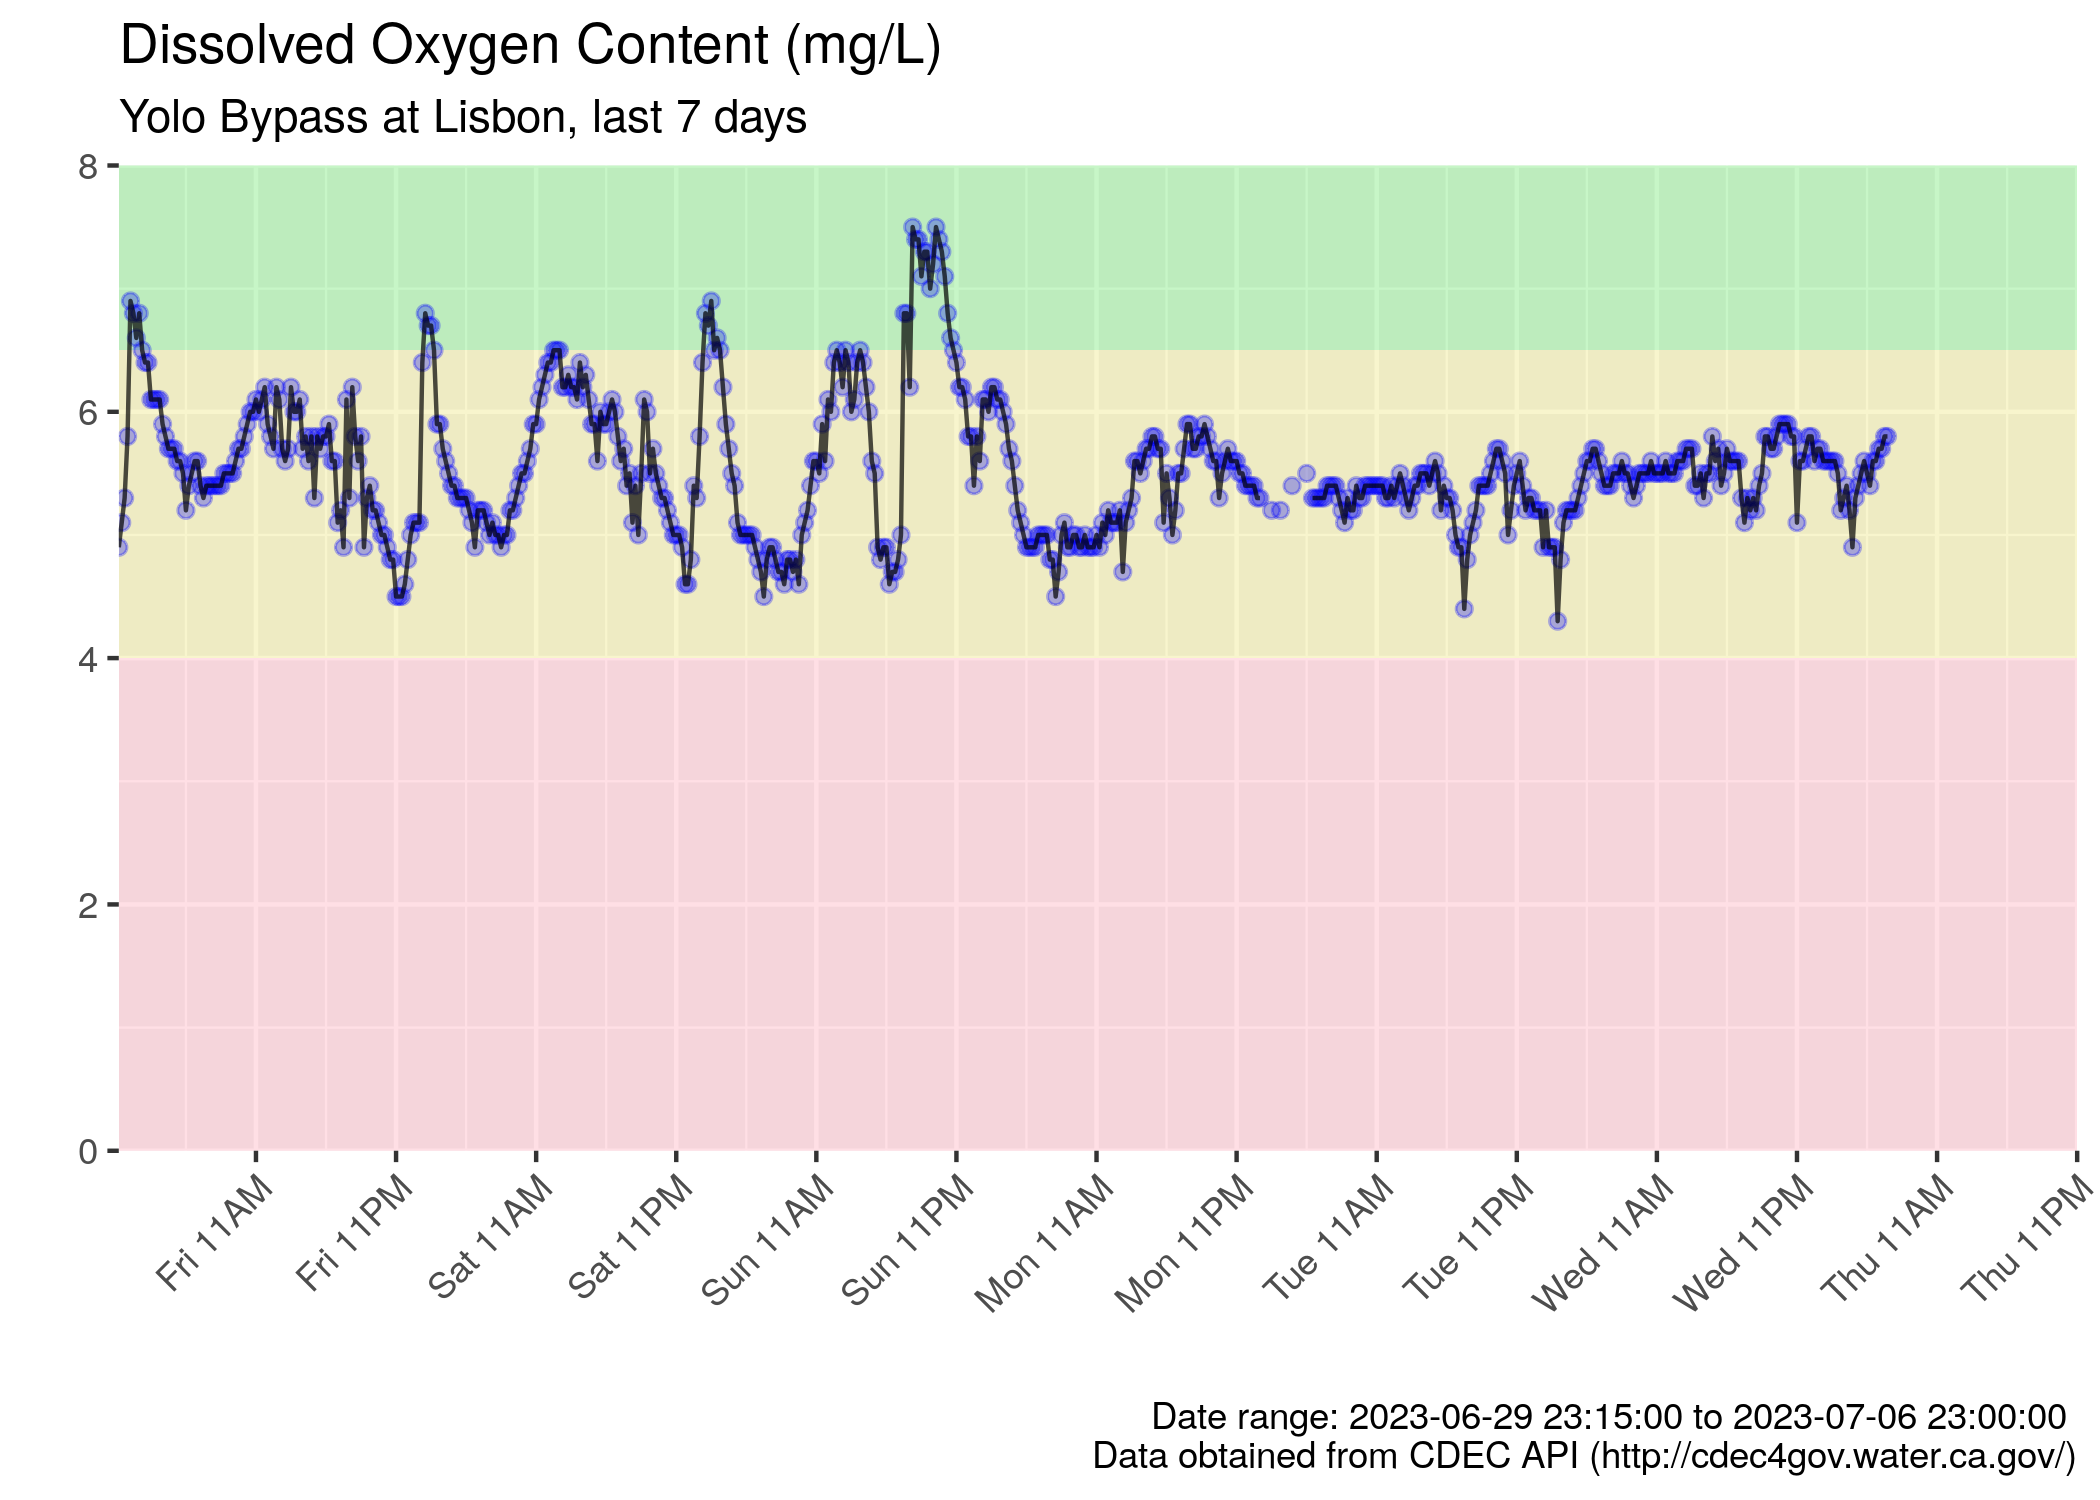 Dissolved Oxygen Content (mg/L)
Yolo Bypass at Lisbon, last 7 days
8
6
4
2
0
Fri 11AM
Fri 11PM
Sat 11AM
Sat 11PM
Sun 11AM
Sun 11PM
Mon 11AM
Mon 11PM
Tue 11AM
Tue 11PM
Wed 11AM
Wed 11PM
Thu 11AM
Thu 11PM
Date range: 2023-06-29 23:15:00 to 2023-07-06 23:00:00
Data obtained from CDEC API (http://cdec4gov.water.ca.gov/)